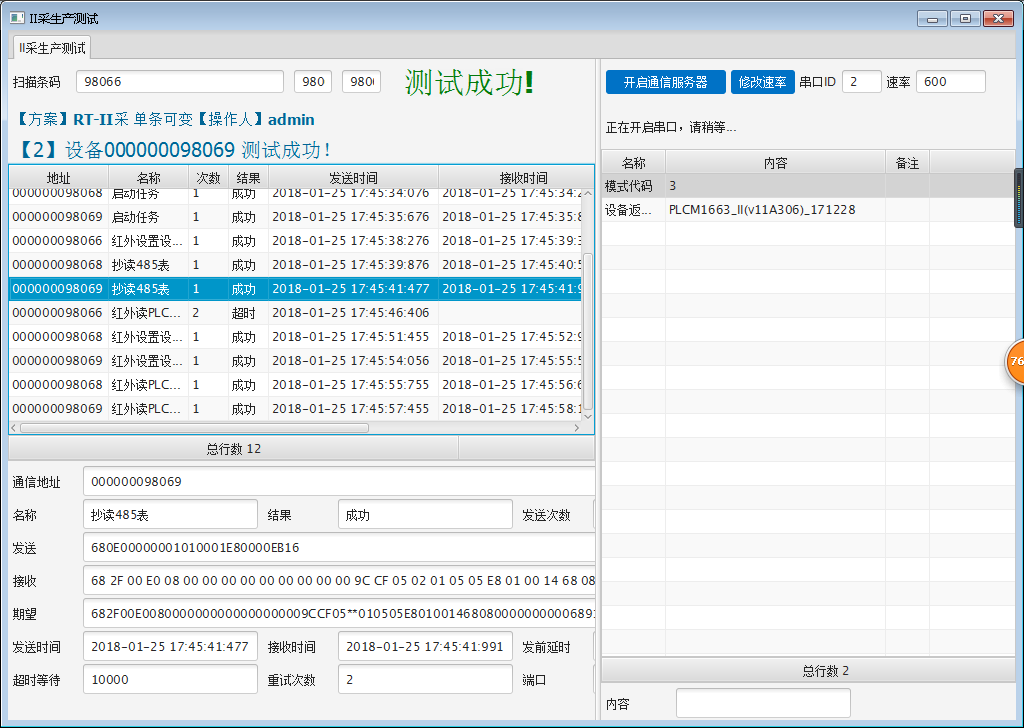 II采生产测试
II采生产测试
扫描条码 98066 980 980 测试成功!
【方案】RT-II采 单条可变【操作人】admin
【2】设备000000098069 测试成功！
地址 名称 次数 结果 发送时间 接收时间
000000098068 启动任务 1 成功 2018-01-25 17:45:34:076 2018-01-25 17:45:34:2
000000098069 启动任务 1 成功 2018-01-25 17:45:35:676 2018-01-25 17:45:35:8
000000098066 红外设置设... 1 成功 2018-01-25 17:45:38:276 2018-01-25 17:45:39:3
000000098068 抄读485表 1 成功 2018-01-25 17:45:39:876 2018-01-25 17:45:40:5
000000098069 抄读485表 1 成功 2018-01-25 17:45:41:477 2018-01-25 17:45:41:9
000000098066 红外读PLC... 2 超时 2018-01-25 17:45:46:406
000000098068 红外设置设... 1 成功 2018-01-25 17:45:51:455 2018-01-25 17:45:52:9
000000098069 红外设置设... 1 成功 2018-01-25 17:45:54:056 2018-01-25 17:45:55:5
000000098068 红外读PLC... 1 成功 2018-01-25 17:45:55:755 2018-01-25 17:45:56:6
000000098069 红外读PLC... 1 成功 2018-01-25 17:45:57:455 2018-01-25 17:45:58:1
总行数 12
通信地址 000000098069
名称 抄读485表 结果 成功 发送次数
发送 680E00000001010001E80000EB16
接收 68 2F 00 E0 08 00 00 00 00 00 00 00 00 00 9C CF 05 02 01 05 05 E8 01 00 14 68 08
期望
发送时间 2018-01-25 17:45:41:477 接收时间 2018-01-25 17:45:41:991 发前延时
超时等待 10000 重试次数 2 端口
开启通信服务器 修改速率 串口ID 2 速率 600
正在开启串口，请稍等...
名称 内容 备注
模式代码 3
设备返... PLCM1663_II(v11A306)_171228
76
总行数 2
内容